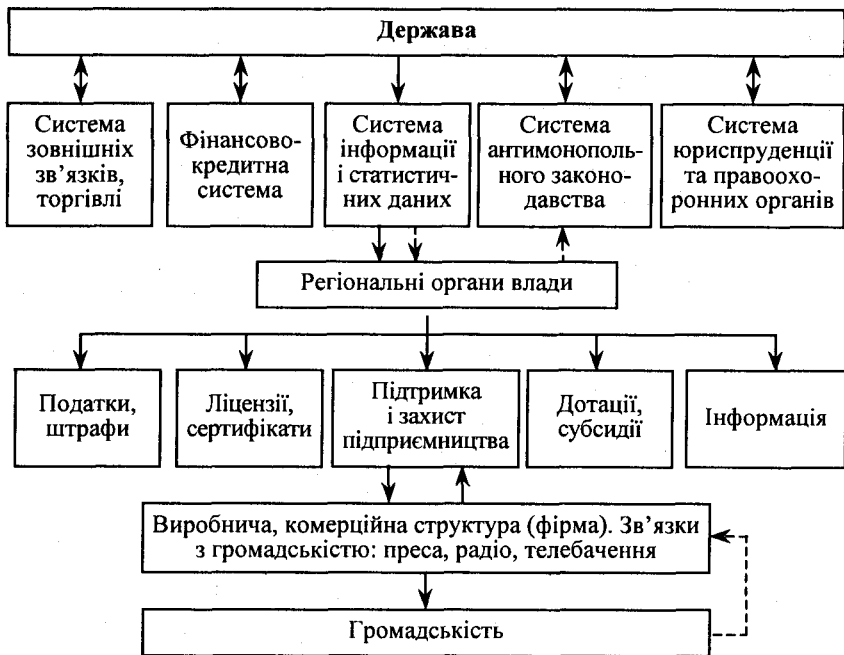 Держава
Система
зовнішніх
зв’язків,
торгівлі
Фінансово-
кредитна
система
Система
інформації
і статистич-
них даних
Система
антимонополь-
ного законо-
давства
Система
юриспруденції
та правоохо-
ронних органів
Регіональні органи влади
Податки,
штрафи
Ліцензії,
сертифікати
Підтримка
і захист
підприємництва
Дотації,
субсидії
Інформація
Виробнича, комерційна структура (фірма). Зв’язки
з громадськістю: преса, радіо, телебачення
Громадськість